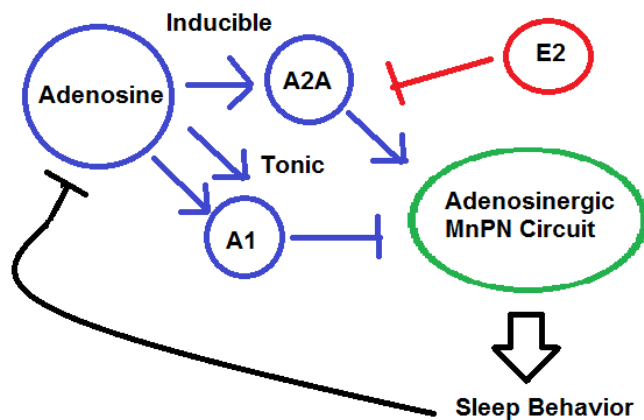 Inducible
E2
A2A
Adenosine
Tonic
Adenosinergic
MnPN Circuit
A1
Sleep Behavior